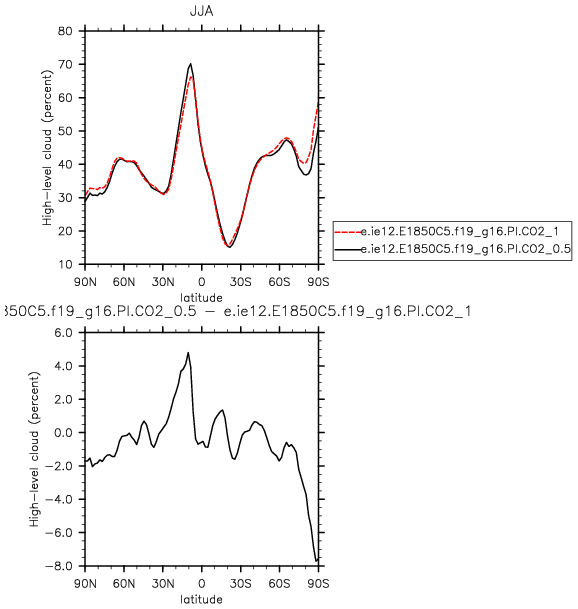 JJA
80
70
60
50
40
30
20
10
High-level cloud (percent)
90N 60N 30N 0 30S 60S 90S
latitude
e.ie12.E1850C5.f19_g16.PI.CO2_1
e.ie12.E1850C5.f19_g16.PI.CO2_0.5
850C5.f19_g16.PI.CO2_0.5 - e.ie12.E1850C5.f19_g16.PI.CO2_1
6.0
4.0
2.0
0.0
-2.0
-4.0
-6.0
-8.0
High-level cloud (percent)
90N 60N 30N 0 30S 60S 90S
latitude